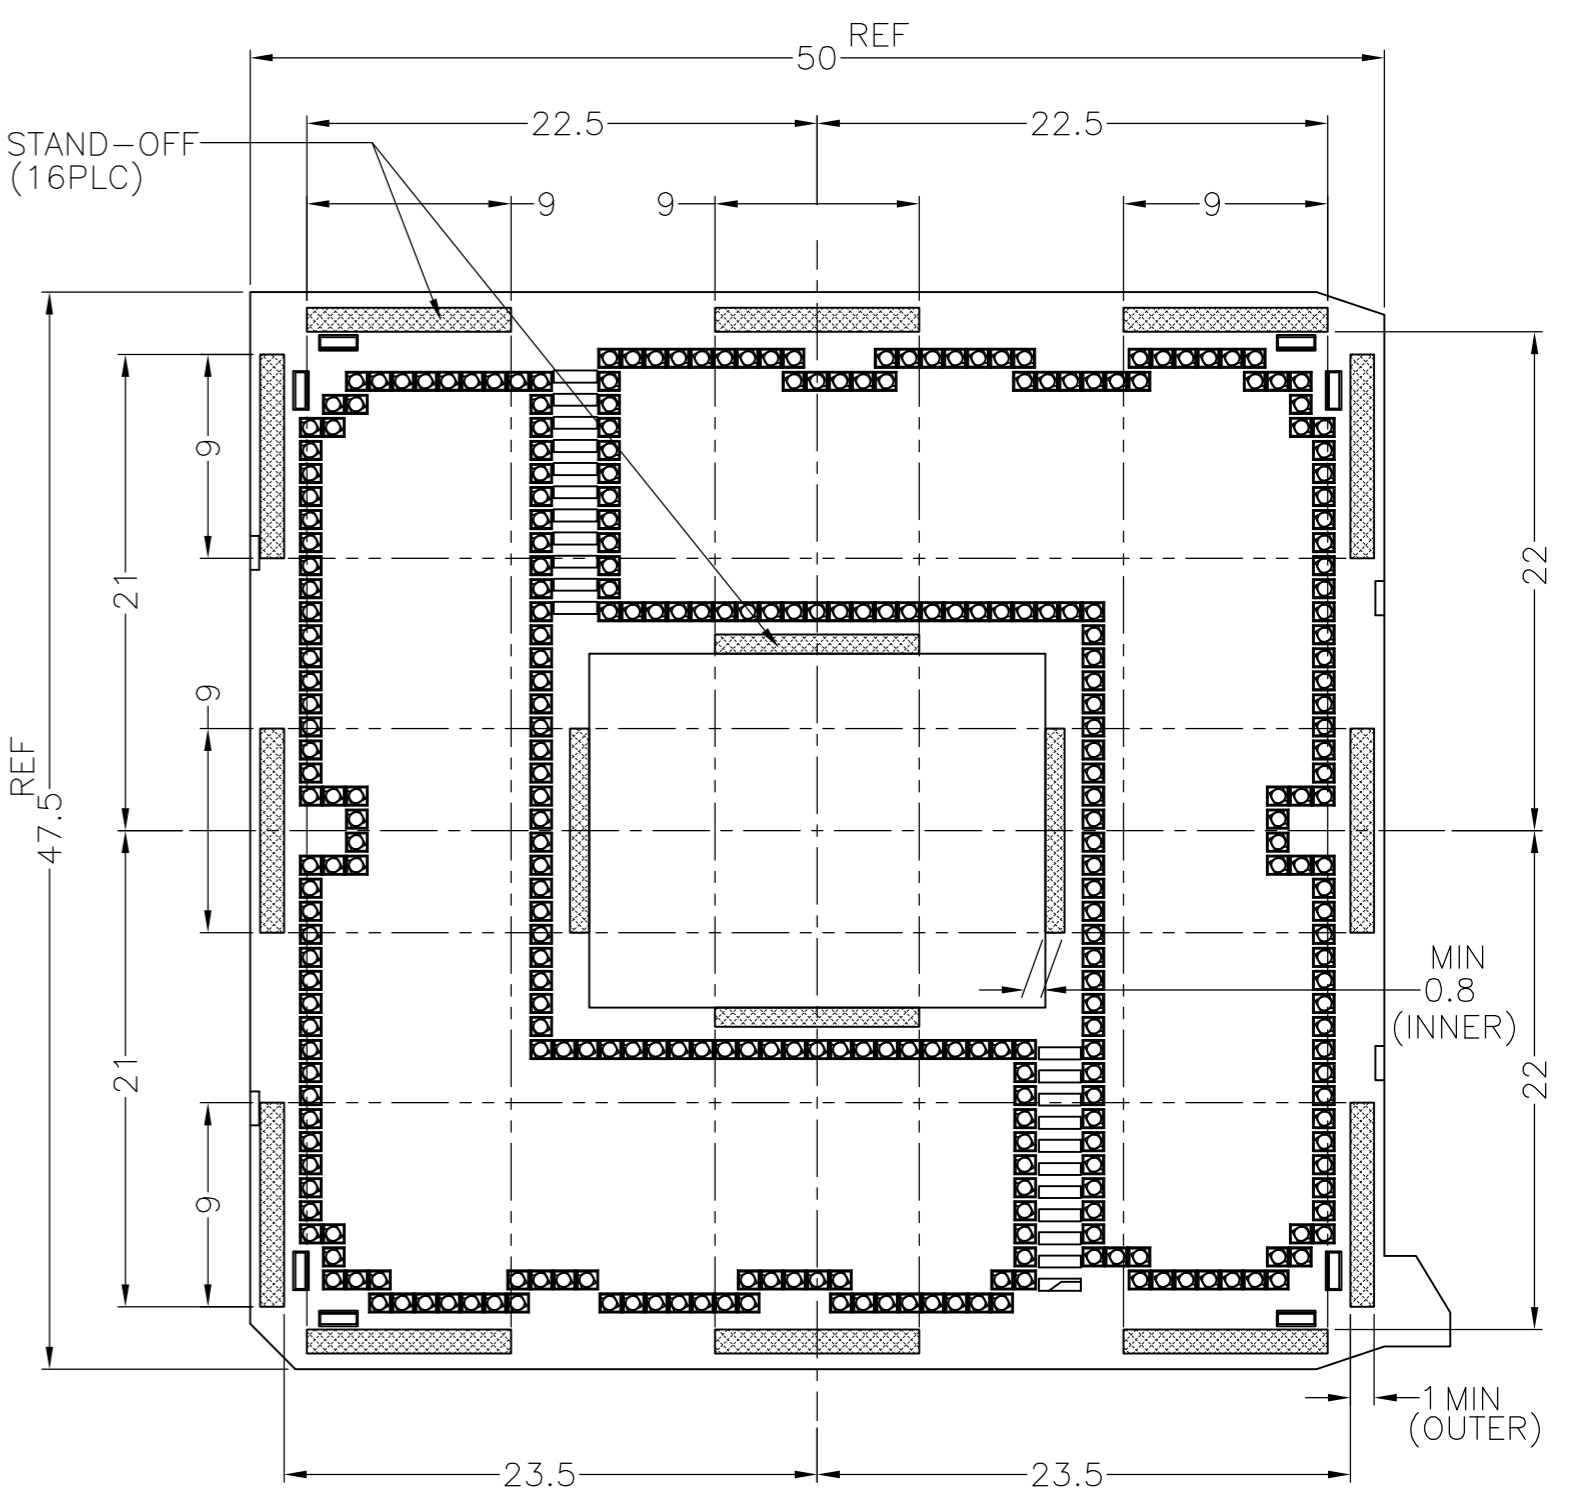 REF
50
22.5
22.5
STAND-OFF
(16PLC)
9
9
9
9
21
22
9
REF
47.5
MIN
0.8
(INNER)
21
22
9
1 MIN
(OUTER)
23.5
23.5